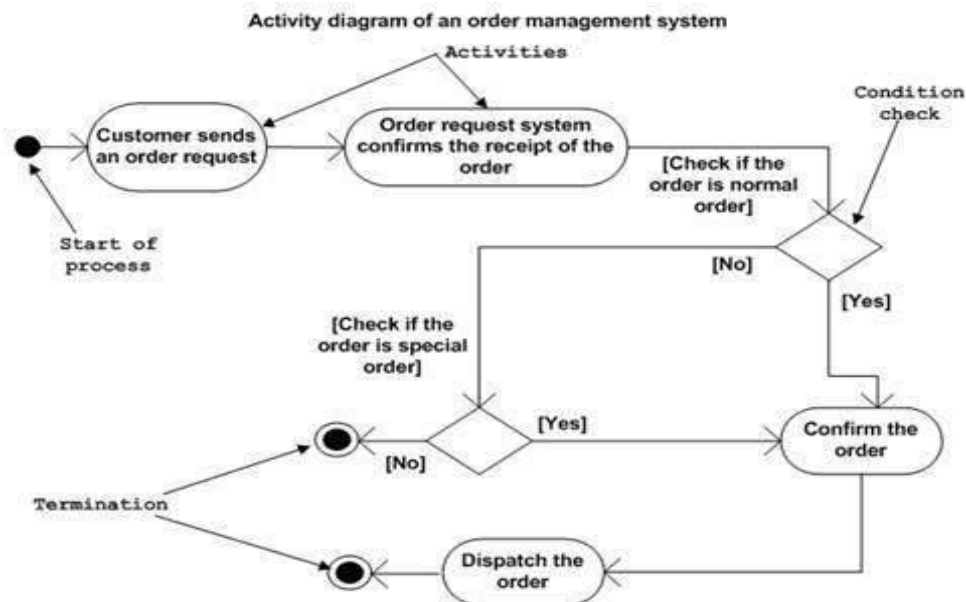 Activity diagram of an order management system
Activities
Condition
check
Customer sends
an order request
Order request system
confirms the receipt of the
order
[Check if the
order is normal
order]
Start of
process
[No]
[Yes]
[Check if the
order is special
order]
[Yes]
[No]
Confirm the
order
Termination
Dispatch the
order